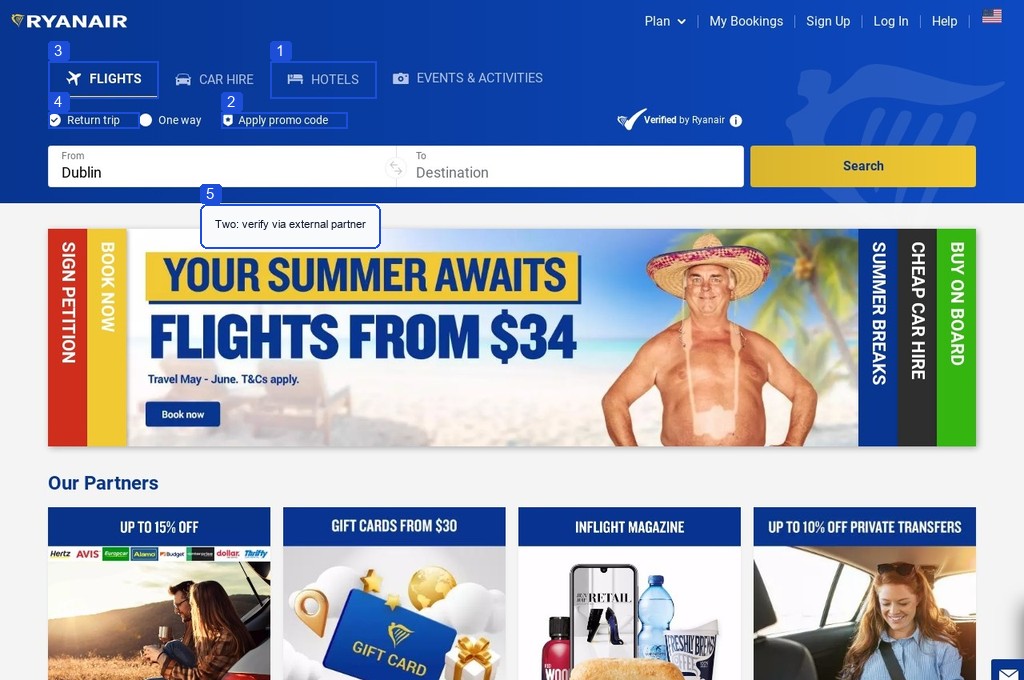 RYANAIR
Plan
My Bookings
Sign Up
Log In
Help
3
1
FLIGHTS
CAR HIRE
HOTELS
EVENTS & ACTIVITIES
4
2
Return trip
One way
Apply promo code
Verified by Ryanair
From
Dublin
To
Destination
Search
5
Two: verify via external partner
SIGN PETITION
BOOK NOW
YOUR SUMMER AWAITS
FLIGHTS FROM $34
Travel May - June. T&Cs apply.
Book now
SUMMER BREAKS
CHEAP CAR HIRE
BUY ON BOARD
Our Partners
UP TO 15% OFF
GIFT CARDS FROM $30
INFLIGHT MAGAZINE
UP TO 10% OFF PRIVATE TRANSFERS
Hertz AVIS Europcar Alamo Budget dollar. Thrifty
RETAIL
GIFT CARD